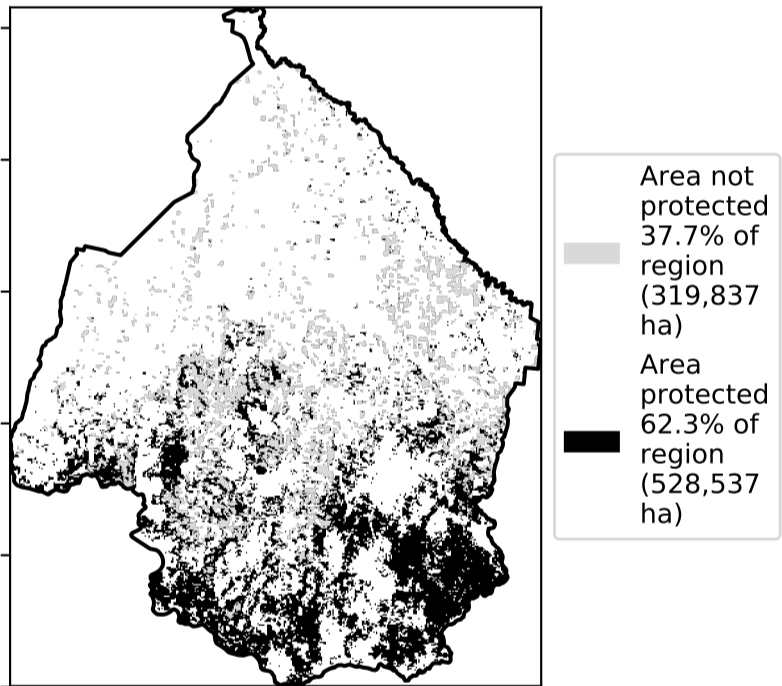 Area not
protected
37.7% of
region
(319,837
ha)
Area
protected
62.3% of
region
(528,537
ha)